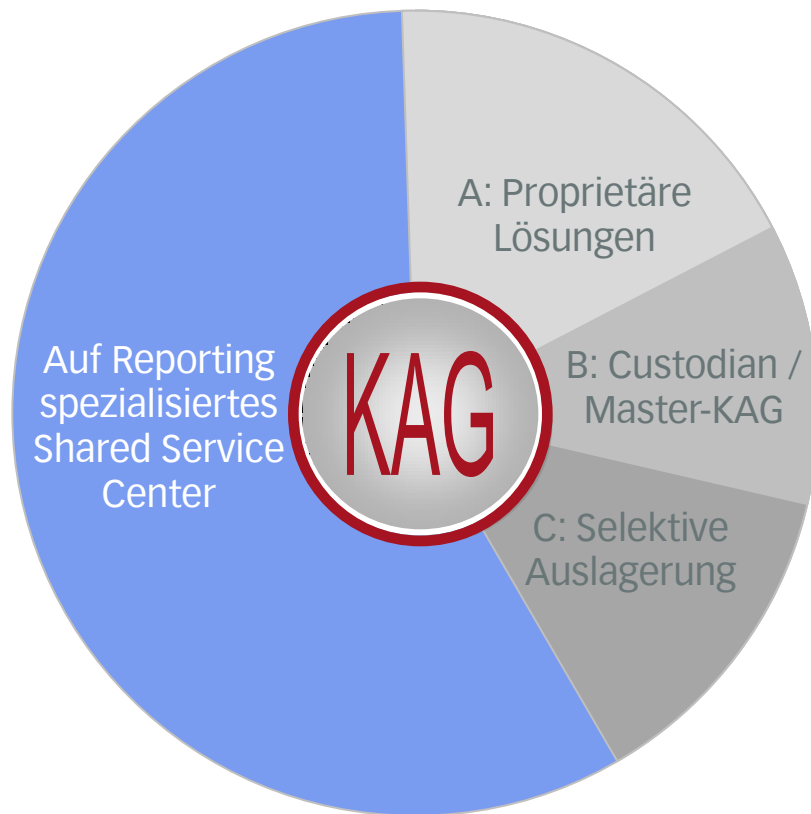 A: Proprietäre
Lösungen
B: Custodian /
Master-KAG
C: Selektive
Auslagerung
Auf Reporting
spezialisiertes
Shared Service
Center
KAG